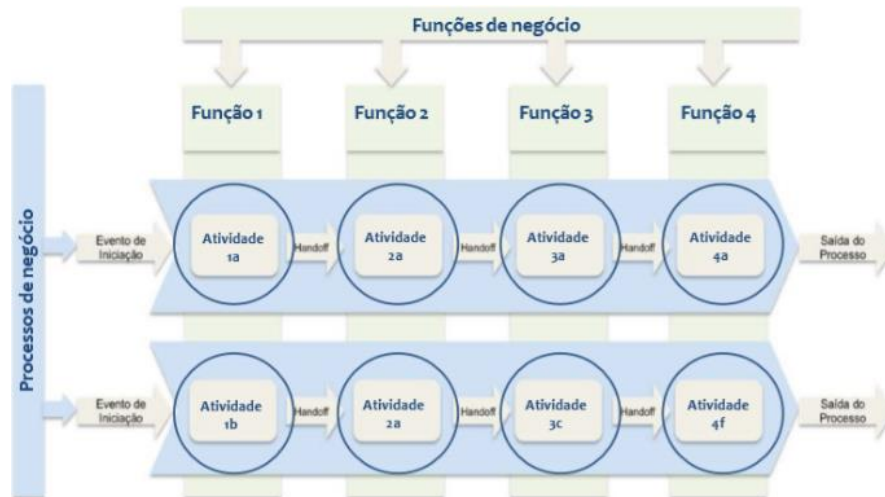 Funções de negócio
Função 1
Função 2
Função 3
Função 4
Processos de negócio
Evento de
Iniciação
Atividade
1a
Handoff
Atividade
2a
Handoff
Atividade
3a
Handoff
Atividade
4a
Saída do
Processo
Evento de
Iniciação
Atividade
1b
Handoff
Atividade
2a
Handoff
Atividade
3c
Handoff
Atividade
4f
Saída do
Processo